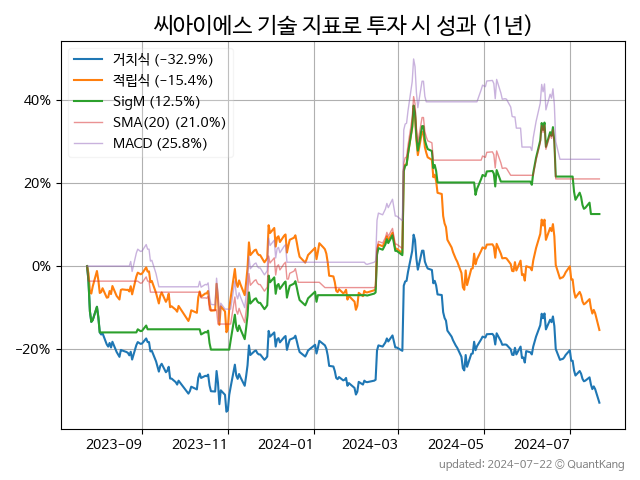 씨아이에스 기술 지표로 투자 시 성과 (1년)
거치식 (−32.9%)
적립식 (−15.4%)
SigM (12.5%)
SMA(20) (21.0%)
MACD (25.8%)
40%
20%
0%
−20%
2023-09 2023-11 2024-01 2024-03 2024-05 2024-07
updated: 2024-07-22 © QuantKang